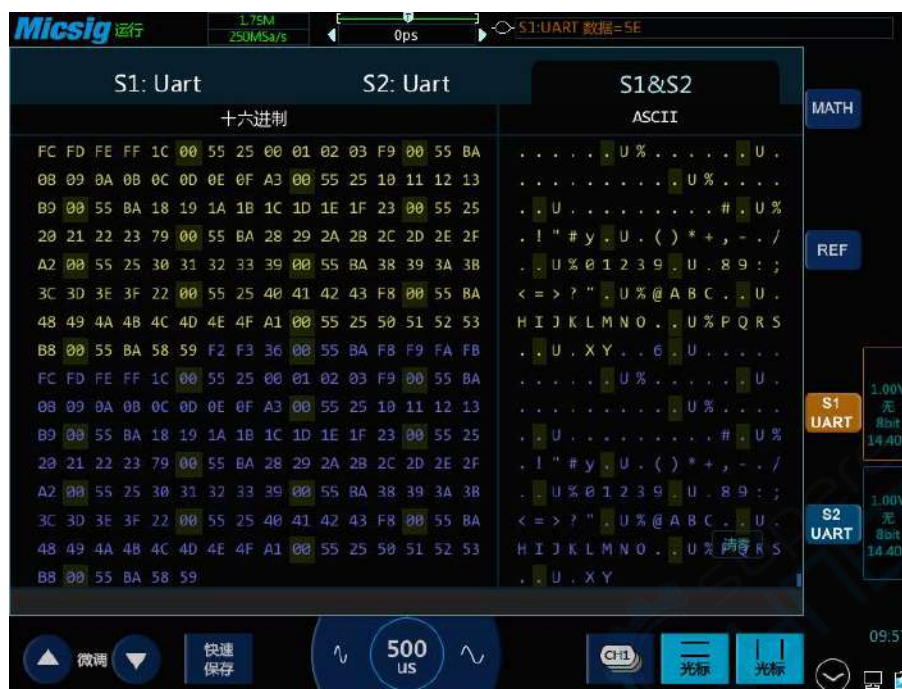 Micsig 运行 1.75M 250MSa/s 0ps S1:UART 数据=5E
S1: Uart S2: Uart S1&S2
十六进制 ASCII
FC FD FE FF 1C 00 55 25 00 01 02 03 F9 00 55 BA . . . . . . U % . . . . . . U .
08 09 0A 0B 0C 0D 0E 0F A3 00 55 25 10 11 12 13 . . . . . . . . . . U % . . . .
B9 00 55 BA 18 19 1A 1B 1C 1D 1E 1F 23 00 55 25 . . U . . . . . . . . . # . U %
20 21 22 23 79 00 55 BA 28 29 2A 2B 2C 2D 2E 2F . ! " # y . U . ( ) * + , - . /
A2 00 55 25 30 31 32 33 39 00 55 BA 38 39 3A 3B . . U % 0 1 2 3 9 . U . 8 9 : ;
3C 3D 3E 3F 22 00 55 25 40 41 42 43 F8 00 55 BA < = > ? " . U % @ A B C . . U .
48 49 4A 4B 4C 4D 4E 4F A1 00 55 25 50 51 52 53 H I J K L M N O . . U % P Q R S
B8 00 55 BA 58 59 F2 F3 36 00 55 BA F8 F9 FA FB . . U . X Y . . 6 . U . . . . .
FC FD FE FF 1C 00 55 25 00 01 02 03 F9 00 55 BA . . . . . . U % . . . . . . U .
08 09 0A 0B 0C 0D 0E 0F A3 00 55 25 10 11 12 13 . . . . . . . . . . U % . . . .
B9 00 55 BA 18 19 1A 1B 1C 1D 1E 1F 23 00 55 25 . . U . . . . . . . . . # . U %
20 21 22 23 79 00 55 BA 28 29 2A 2B 2C 2D 2E 2F . ! " # y . U . ( ) * + , - . /
A2 00 55 25 30 31 32 33 39 00 55 BA 38 39 3A 3B . . U % 0 1 2 3 9 . U . 8 9 : ;
3C 3D 3E 3F 22 00 55 25 40 41 42 43 F8 00 55 BA < = > ? " . U % @ A B C . . U .
48 49 4A 4B 4C 4D 4E 4F A1 00 55 25 50 51 52 53 H I J K L M N O . . U % R S
B8 00 55 BA 58 59 . . U . X Y
MATH
REF
S1 UART
1.00V
无
8bit
14.40
S2 UART
1.00V
无
8bit
14.40
微调 快速保存 500 us CH1 光标 光标 09:5